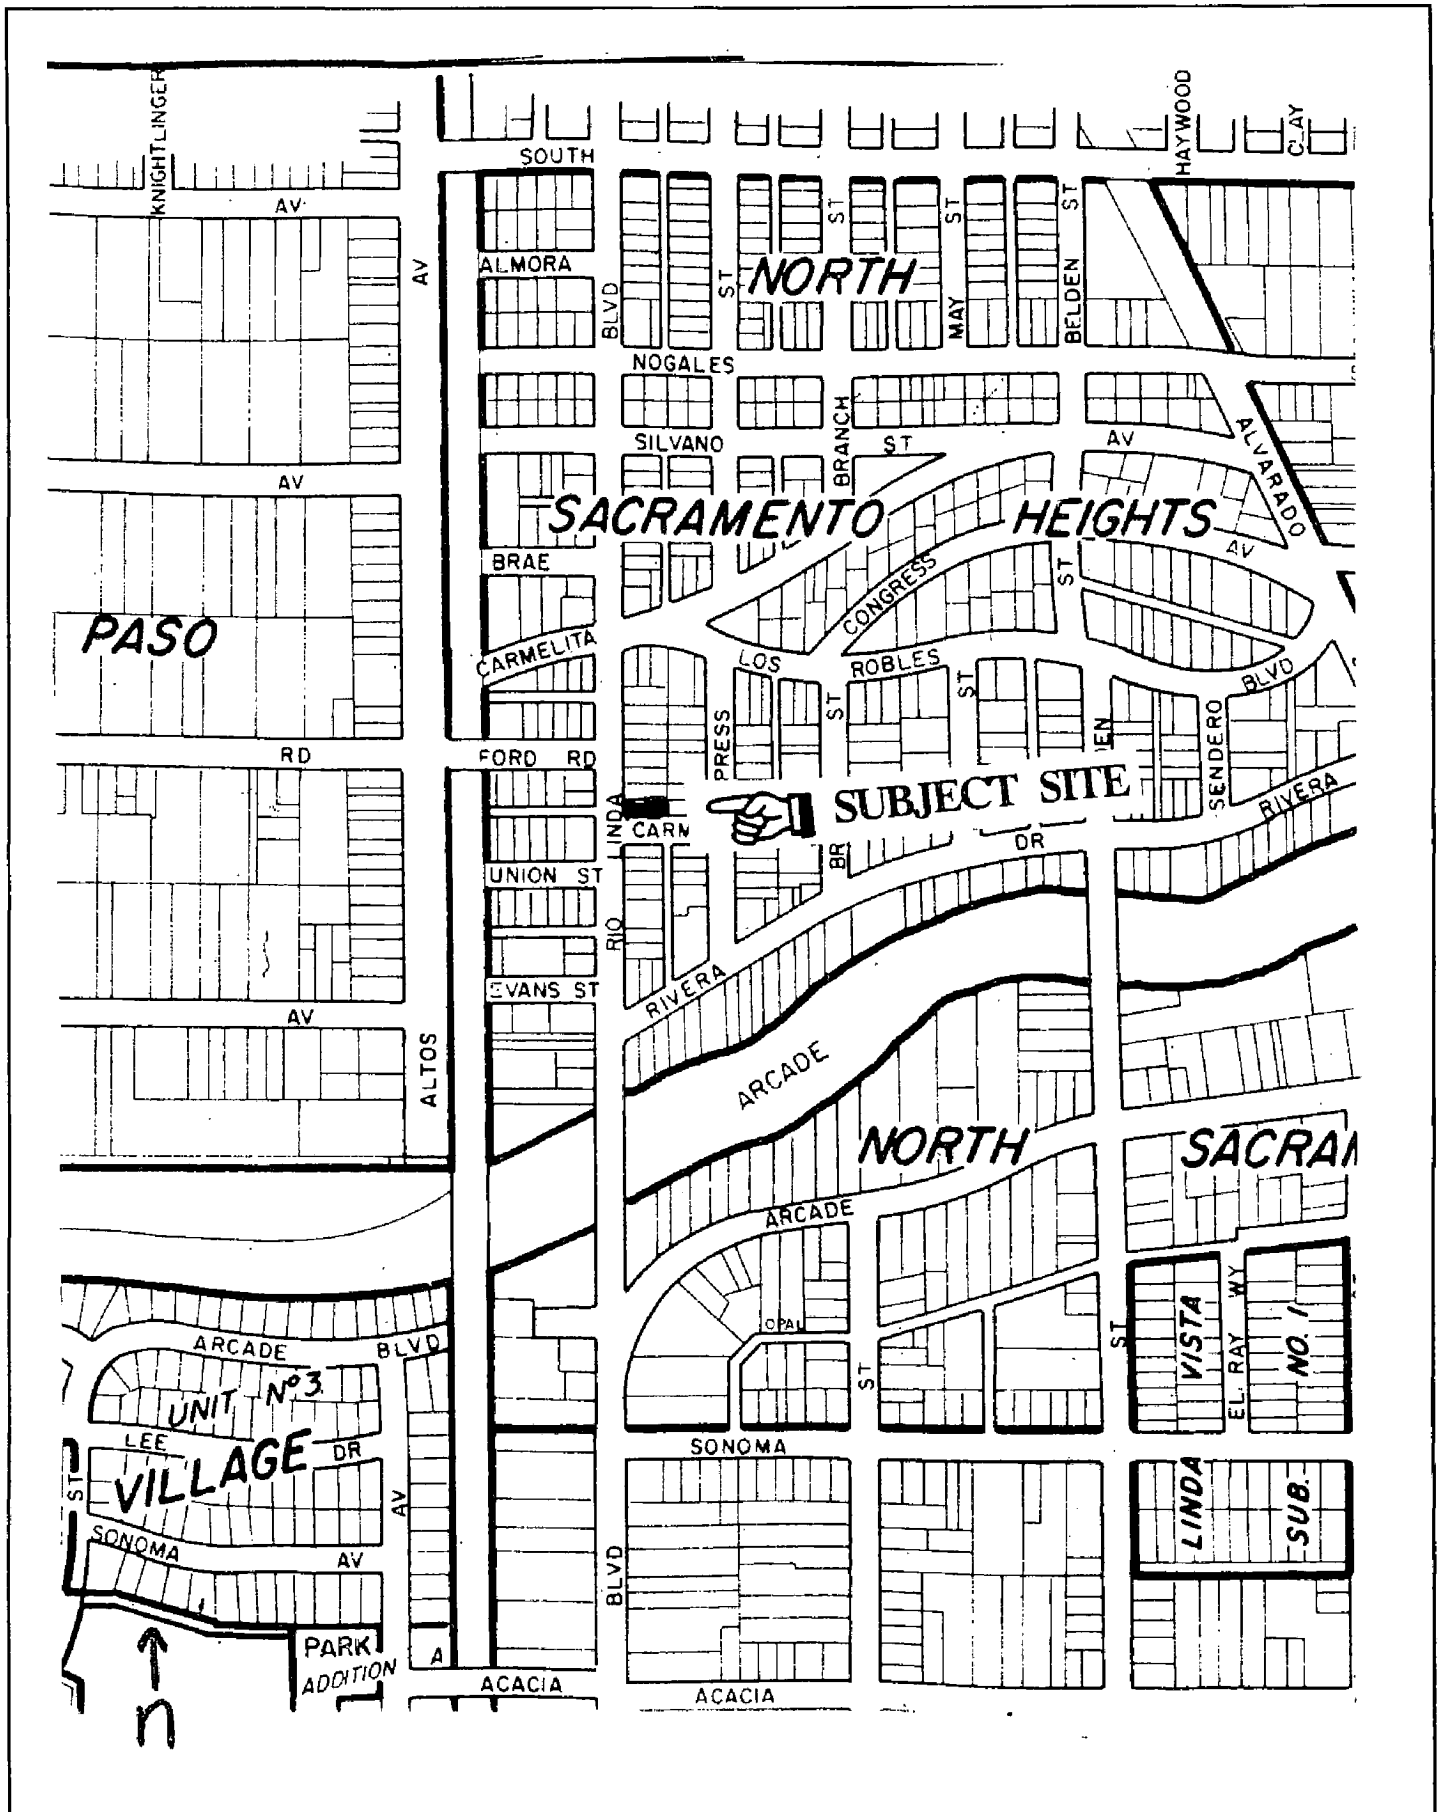 KNIGHTLINGER
HAYWOOD
CLAY
SOUTH
AV
ST
ST
ST
AV
ALMORA
BLVD
ST
NORTH
MAY
BELDEN
NOGALES
BRANCH
SILVANO
ST
AV
ALVARADO
AV
SACRAMENTO
HEIGHTS
AV
BRAE
CONGRESS
ST
PASO
CARMELITA
LOS
ROBLES
BLVD
ST
ST
PRESS
EN
SENDERO
RD
FORD RD
RIVERA
SUBJECT SITE
LINDA
CARM
DR
BR
UNION ST
RIO
EVANS ST
RIVERA
AV
ALTOS
ARCADE
NORTH
SACRAM
ARCADE
OPAL
ST
ST
VISTA
EL RAY WY
NO. 1
ARCADE
BLVD
UNIT Nº 3
LEE
DR
VILLAGE
SONOMA
ST
AV
LINDA
SUB.
SONOMA
AV
BLVD
PARK
ADDITION
A
ACACIA
ACACIA
n